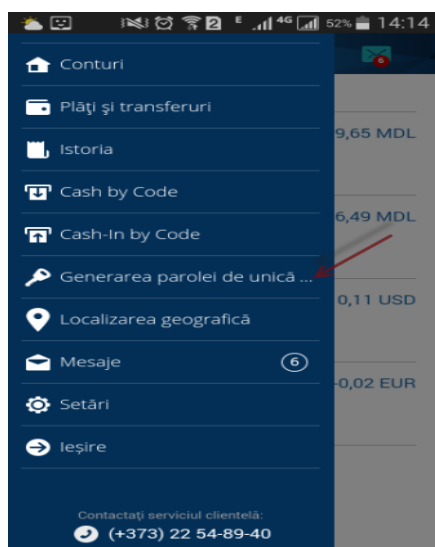 E 4G 52% 14:14
Conturi
6
Plăţi şi transferuri
9,65 MDL
Istoria
Cash by Code
6,49 MDL
Cash-In by Code
Generarea parolei de unică ...
0,11 USD
Localizarea geografică
Mesaje 6
-0,02 EUR
Setări
Ieşire
Contactaţi serviciul clientelă:
(+373) 22 54-89-40